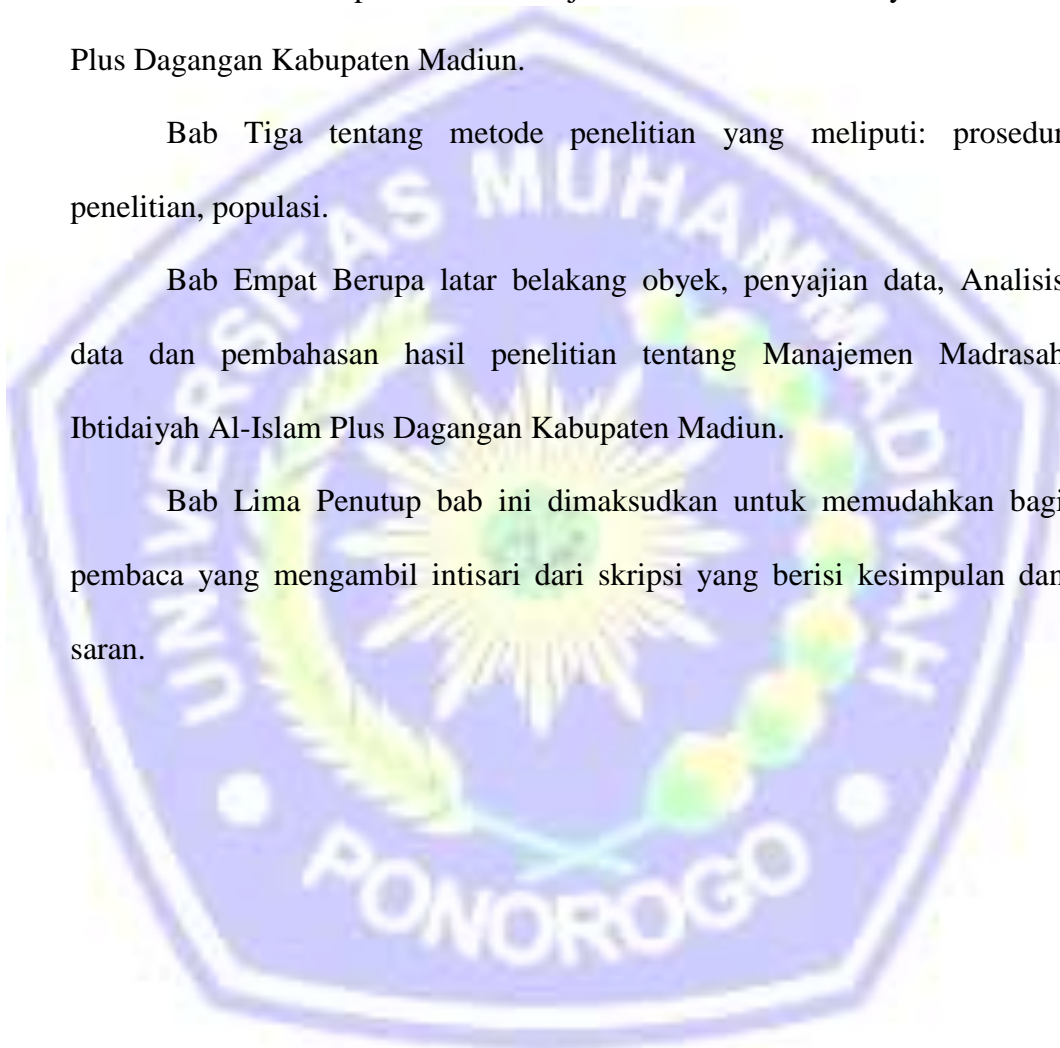 Plus Dagangan Kabupaten Madiun.
Bab Tiga tentang metode penelitian yang meliputi: prosedur
penelitian, populasi.
Bab Empat Berupa latar belakang obyek, penyajian data, Analisis
data dan pembahasan hasil penelitian tentang Manajemen Madrasah
Ibtidaiyah Al-Islam Plus Dagangan Kabupaten Madiun.
Bab Lima Penutup bab ini dimaksudkan untuk memudahkan bagi
pembaca yang mengambil intisari dari skripsi yang berisi kesimpulan dan
saran.
UNIVERSITAS MUHAMMADIYAH
PONOROGO